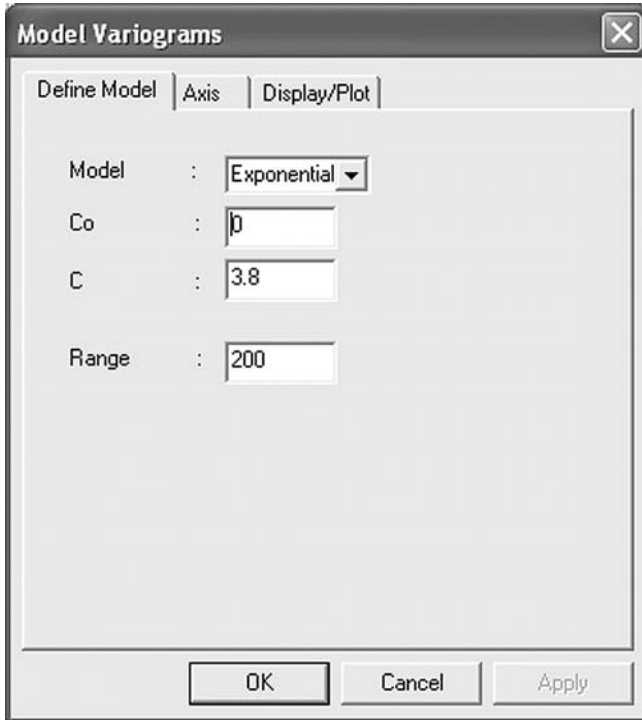 Model Variograms
Define Model Axis Display/Plot
Model : Exponential
Co : 0
C : 3.8
Range : 200
OK Cancel Apply